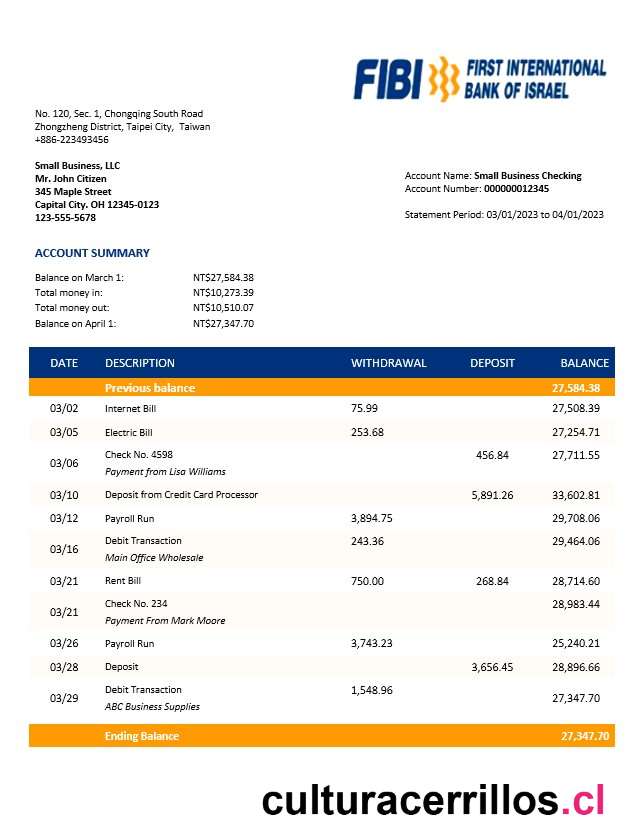 FIBI FIRST INTERNATIONAL
BANK OF ISRAEL
No. 120, Sec. 1, Chongqing South Road
Zhongzheng District, Taipei City, Taiwan
+886-223493456
Small Business, LLC
Mr. John Citizen
345 Maple Street
Capital City. OH 12345-0123
123-555-5678
Account Name: Small Business Checking
Account Number: 000000012345
Statement Period: 03/01/2023 to 04/01/2023
ACCOUNT SUMMARY
Balance on March 1: NT$27,584.38
Total money in: NT$10,273.39
Total money out: NT$10,510.07
Balance on April 1: NT$27,347.70
DATE DESCRIPTION WITHDRAWAL DEPOSIT BALANCE
Previous balance 27,584.38
03/02 Internet Bill 75.99 27,508.39
03/05 Electric Bill 253.68 27,254.71
03/06 Check No. 4598 456.84 27,711.55
Payment from Lisa Williams
03/10 Deposit from Credit Card Processor 5,891.26 33,602.81
03/12 Payroll Run 3,894.75 29,708.06
03/16 Debit Transaction 243.36 29,464.06
Main Office Wholesale
03/21 Rent Bill 750.00 268.84 28,714.60
03/21 Check No. 234 28,983.44
Payment From Mark Moore
03/26 Payroll Run 3,743.23 25,240.21
03/28 Deposit 3,656.45 28,896.66
03/29 Debit Transaction 1,548.96 27,347.70
ABC Business Supplies
Ending Balance 27,347.70
culturacerrillos.cl